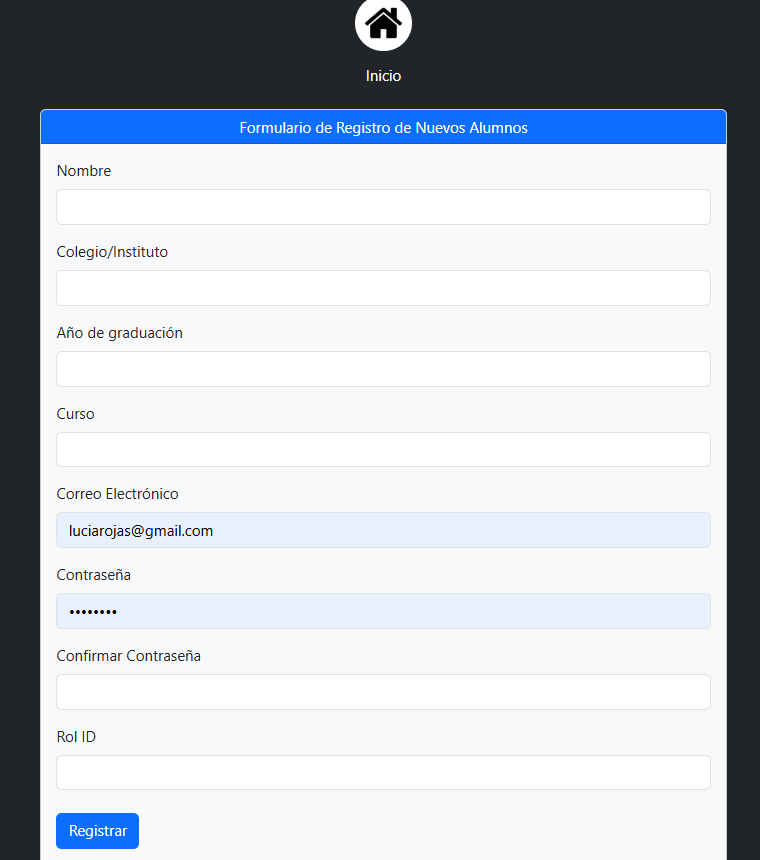 Inicio
Formulario de Registro de Nuevos Alumnos
Nombre
Colegio/Instituto
Año de graduación
Curso
Correo Electrónico
luciarojas@gmail.com
Contraseña
••••••••
Confirmar Contraseña
Rol ID
Registrar